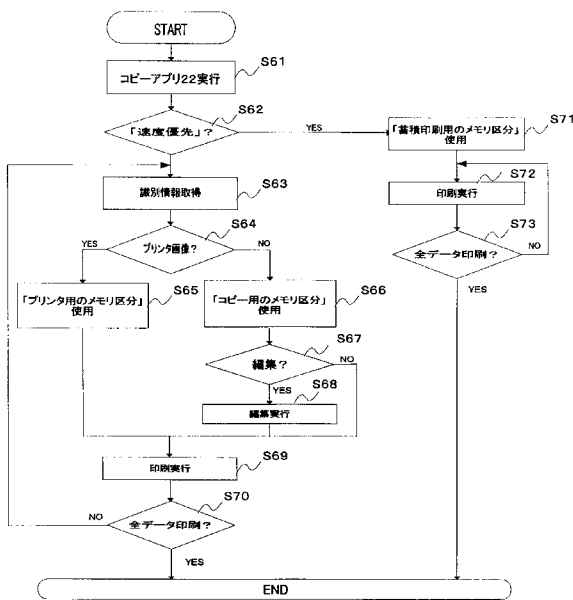 START
S61
コピーアプリ22実行
S62
「速度優先」?
YES
S71
「蓄積印刷用のメモリ区分」
使用
S63
識別情報取得
S72
印刷実行
S64
プリンタ画像?
YES
NO
S73
全データ印刷?
NO
YES
S65
「プリンタ用のメモリ区分」
使用
S66
「コピー用のメモリ区分」
使用
S67
編集?
NO
YES
S68
編集実行
S69
印刷実行
S70
全データ印刷?
NO
YES
END